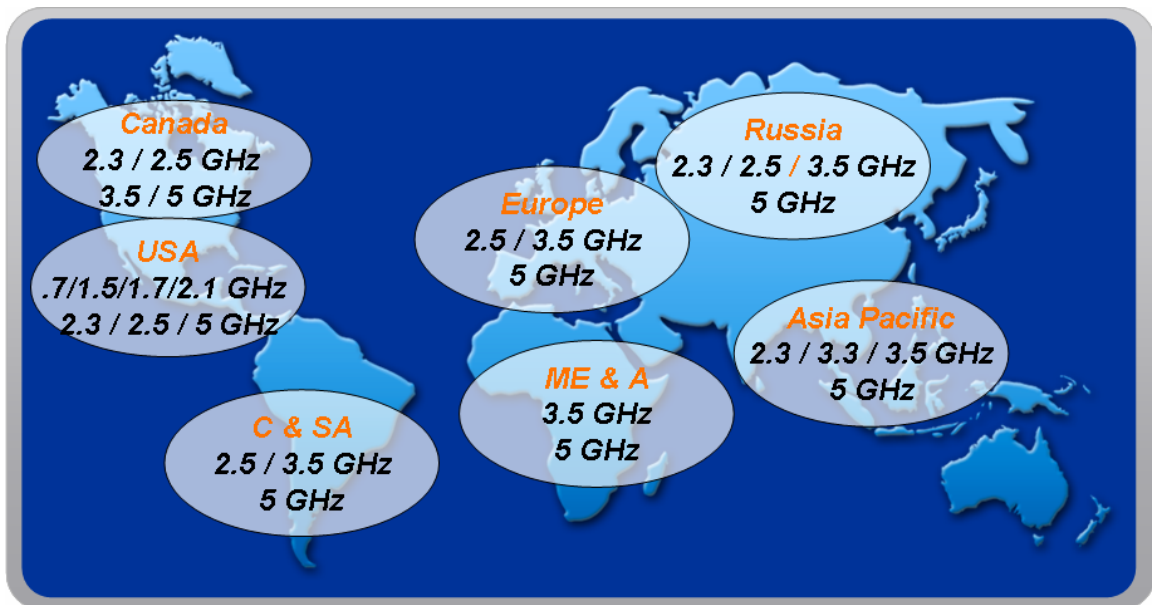 Canada
2.3 / 2.5 GHz
3.5 / 5 GHz
USA
.7/1.5/1.7/2.1 GHz
2.3 / 2.5 / 5 GHz
C & SA
2.5 / 3.5 GHz
5 GHz
Europe
2.5 / 3.5 GHz
5 GHz
ME & A
3.5 GHz
5 GHz
Russia
2.3 / 2.5 / 3.5 GHz
5 GHz
Asia Pacific
2.3 / 3.3 / 3.5 GHz
5 GHz